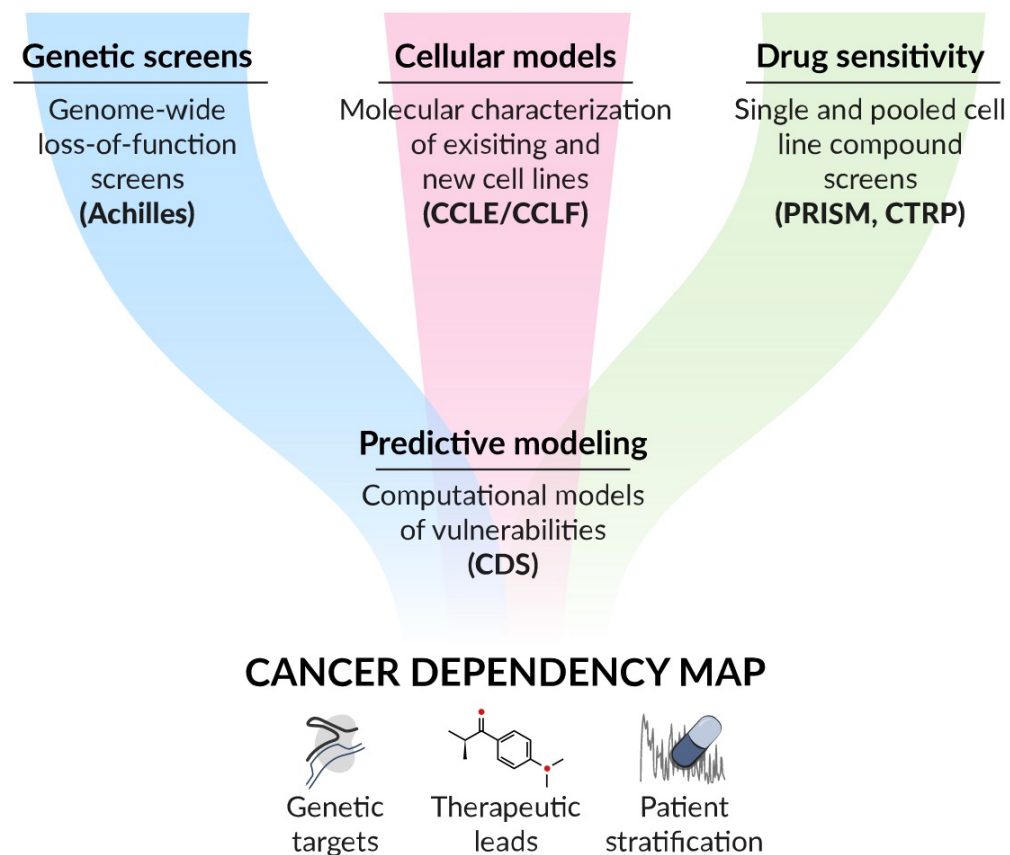 Genetic screens
Genome-wide
loss-of-function
screens
(Achilles)
Cellular models
Molecular characterization
of exisiting and
new cell lines
(CCLE/CCLF)
Drug sensitivity
Single and pooled cell
line compound
screens
(PRISM, CTRP)
Predictive modeling
Computational models
of vulnerabilities
(CDS)
CANCER DEPENDENCY MAP
Genetic
targets
Therapeutic
leads
Patient
stratification